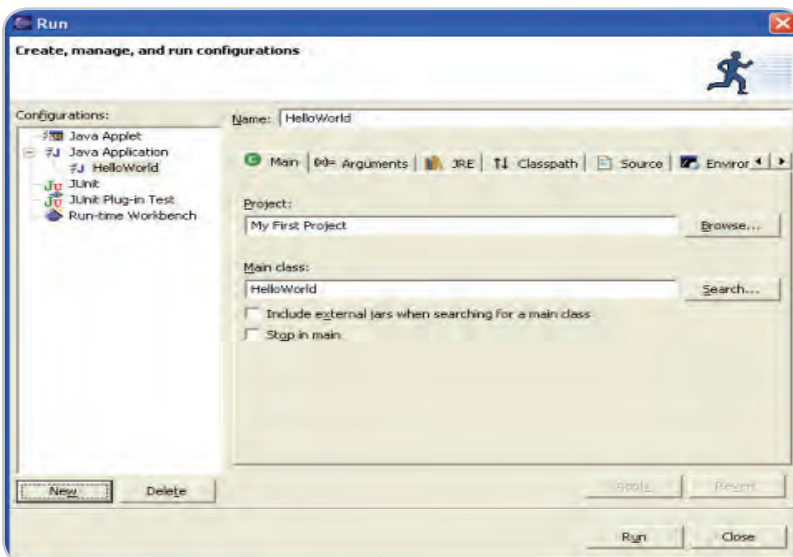 Run
Create, manage, and run configurations
Configurations:
Java Applet
Java Application
HelloWorld
JUnit
JUnit Plug-in Test
Run-time Workbench
New
Delete
Name: HelloWorld
Main
(x)= Arguments
JRE
Classpath
Source
Environ
Project:
My First Project
Browse...
Main class:
HelloWorld
Search...
Include external jars when searching for a main class
Stop in main
Apply
Revert
Run
Close